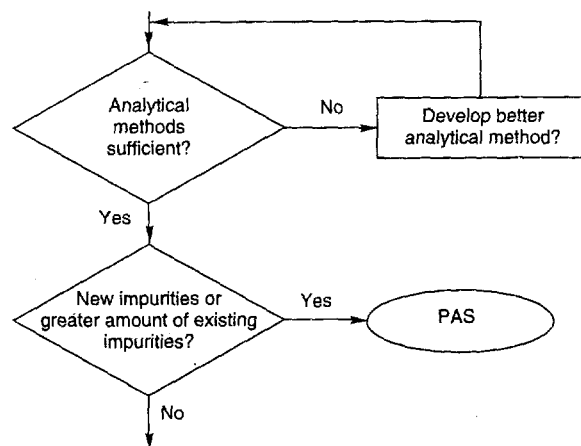 Analytical
methods
sufficient?
No
Develop better
analytical method?
Yes
New impurities or
greater amount of existing
impurities?
Yes
PAS
No